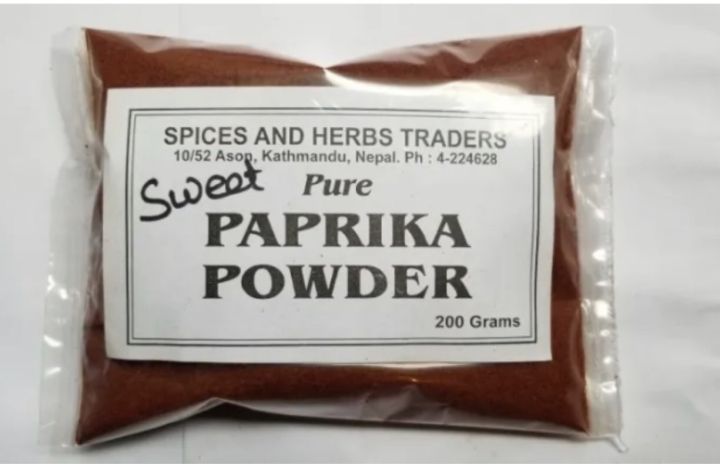 SPICES AND HERBS TRADERS
10/52 Ason, Kathmandu, Nepal. Ph : 4-224628
Sweet Pure
PAPRIKA
POWDER
200 Grams